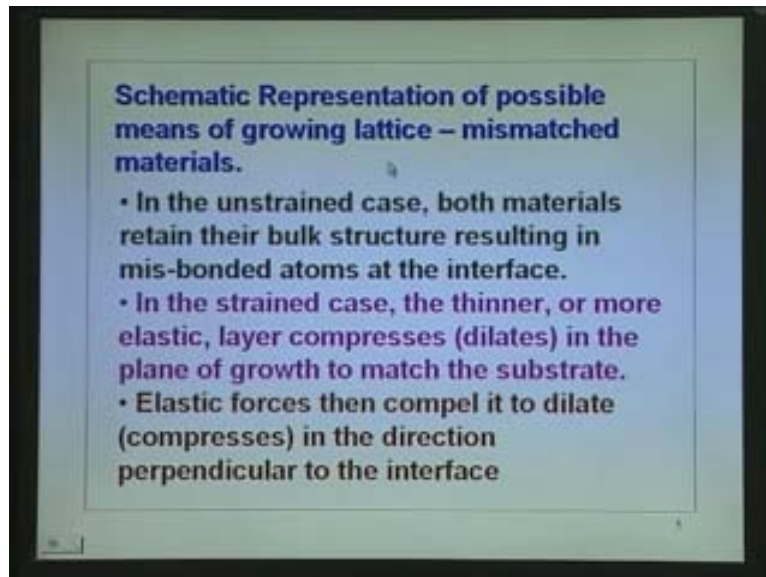 Schematic Representation of possible
means of growing lattice – mismatched
materials.
• In the unstrained case, both materials
retain their bulk structure resulting in
mis-bonded atoms at the interface.
• In the strained case, the thinner, or more
elastic, layer compresses (dilates) in the
plane of growth to match the substrate.
• Elastic forces then compel it to dilate
(compresses) in the direction
perpendicular to the interface